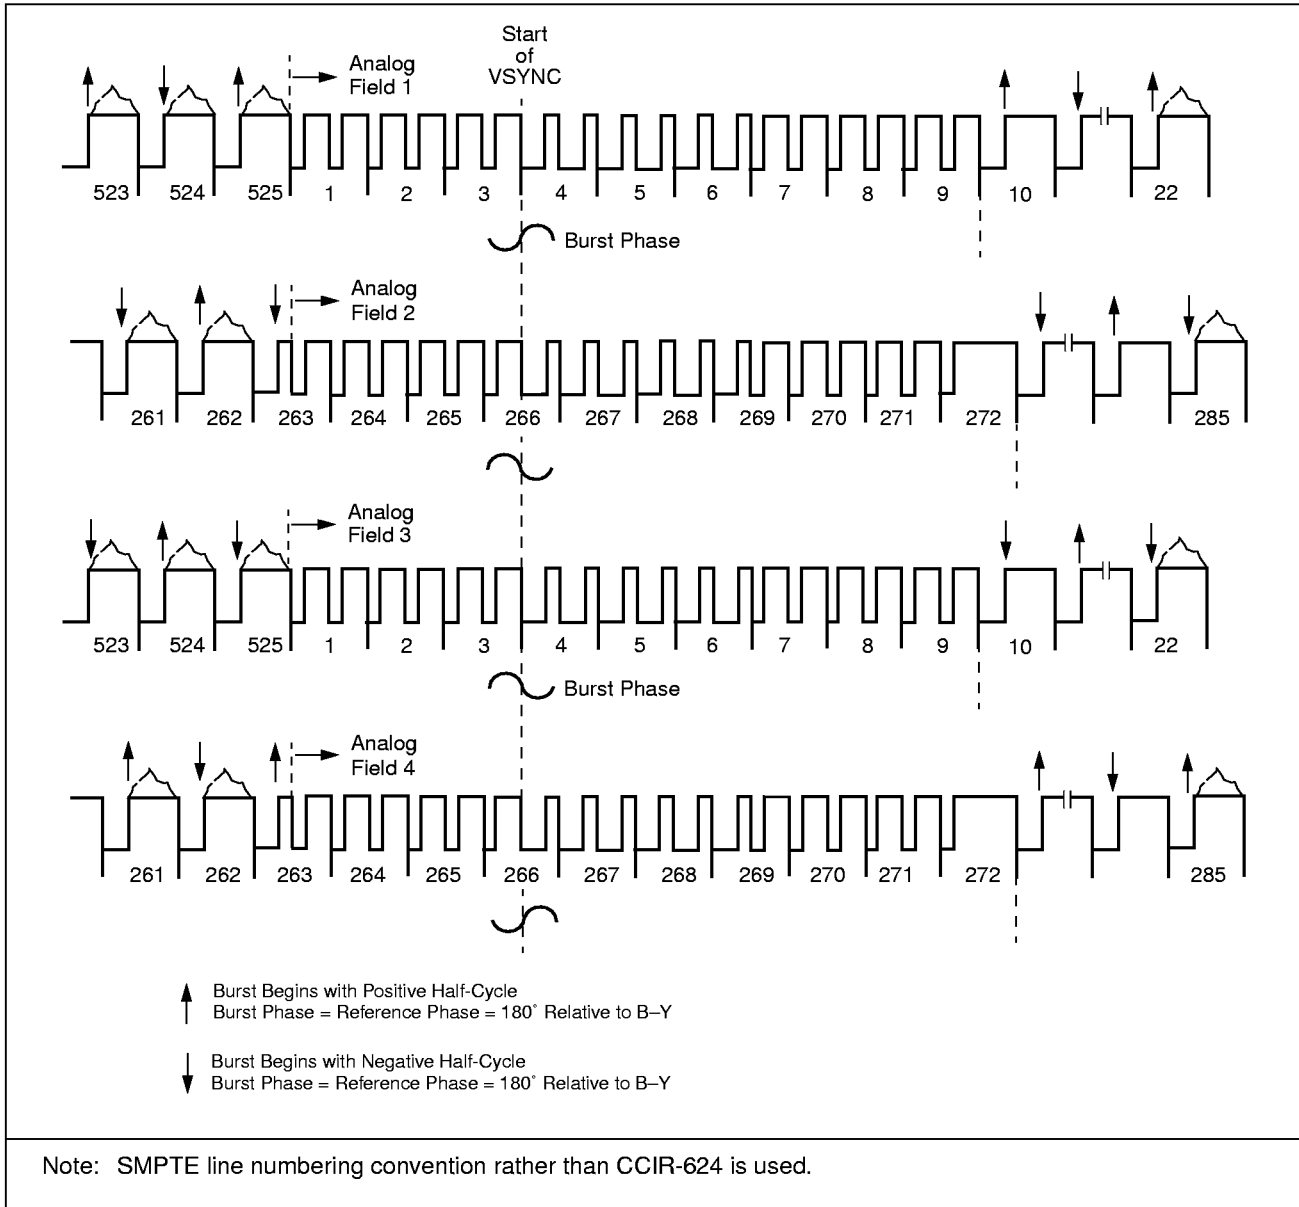 Start
of
VSYNC
Analog
Field 1
523 524 525 1 2 3 4 5 6 7 8 9 10 22
Burst Phase
Analog
Field 2
261 262 263 264 265 266 267 268 269 270 271 272 285
Analog
Field 3
523 524 525 1 2 3 4 5 6 7 8 9 10 22
Burst Phase
Analog
Field 4
261 262 263 264 265 266 267 268 269 270 271 272 285
Burst Begins with Positive Half-Cycle
Burst Phase = Reference Phase = 180° Relative to B–Y
Burst Begins with Negative Half-Cycle
Burst Phase = Reference Phase = 180° Relative to B–Y
Note: SMPTE line numbering convention rather than CCIR-624 is used.